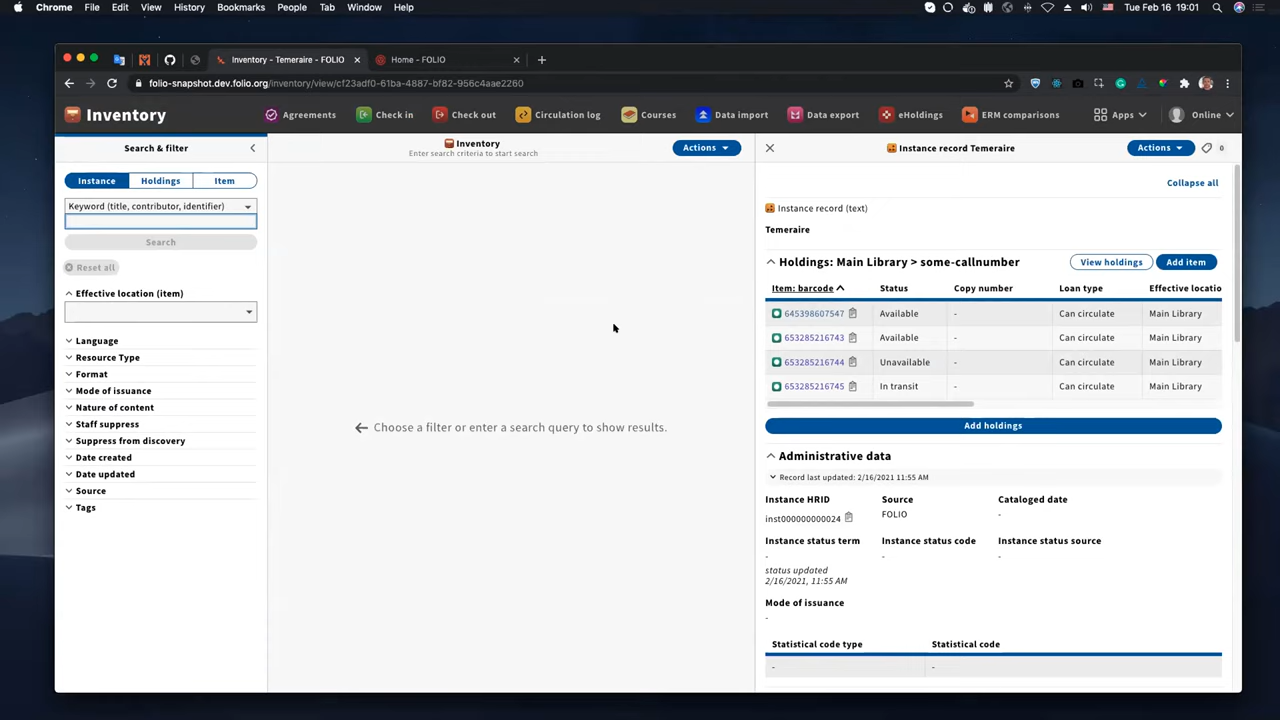 Chrome File Edit View History Bookmarks People Tab Window Help Tue Feb 16 19:01
Inventory - Temeraire - FOLIO Home - FOLIO
folio-snapshot.dev.folio.org/inventory/view/cf23adf0-61ba-4887-bf82-956c4aae2260
Inventory Agreements Check in Check out Circulation log Courses Data import Data export eHoldings ERM comparisons Apps Online
Search & filter
Inventory
Enter search criteria to start search
Actions
Instance record Temeraire
Actions
0
Collapse all
Instance Holdings Item
Keyword (title, contributor, identifier)
Search
Reset all
Effective location (item)
Language
Resource Type
Format
Mode of issuance
Nature of content
Staff suppress
Suppress from discovery
Date created
Date updated
Source
Tags
Choose a filter or enter a search query to show results.
Instance record (text)
Temeraire
Holdings: Main Library > some-callnumber View holdings Add item
Item: barcode Status Copy number Loan type Effective locatio
645398607547 Available - Can circulate Main Library
653285216743 Available - Can circulate Main Library
653285216744 Unavailable - Can circulate Main Library
653285216745 In transit - Can circulate Main Library
Add holdings
Administrative data
Record last updated: 2/16/2021 11:55 AM
Instance HRID Source Cataloged date
inst000000000024 FOLIO -
Instance status term Instance status code Instance status source
- - -
status updated
2/16/2021, 11:55 AM
Mode of issuance
-
Statistical code type Statistical code
- -